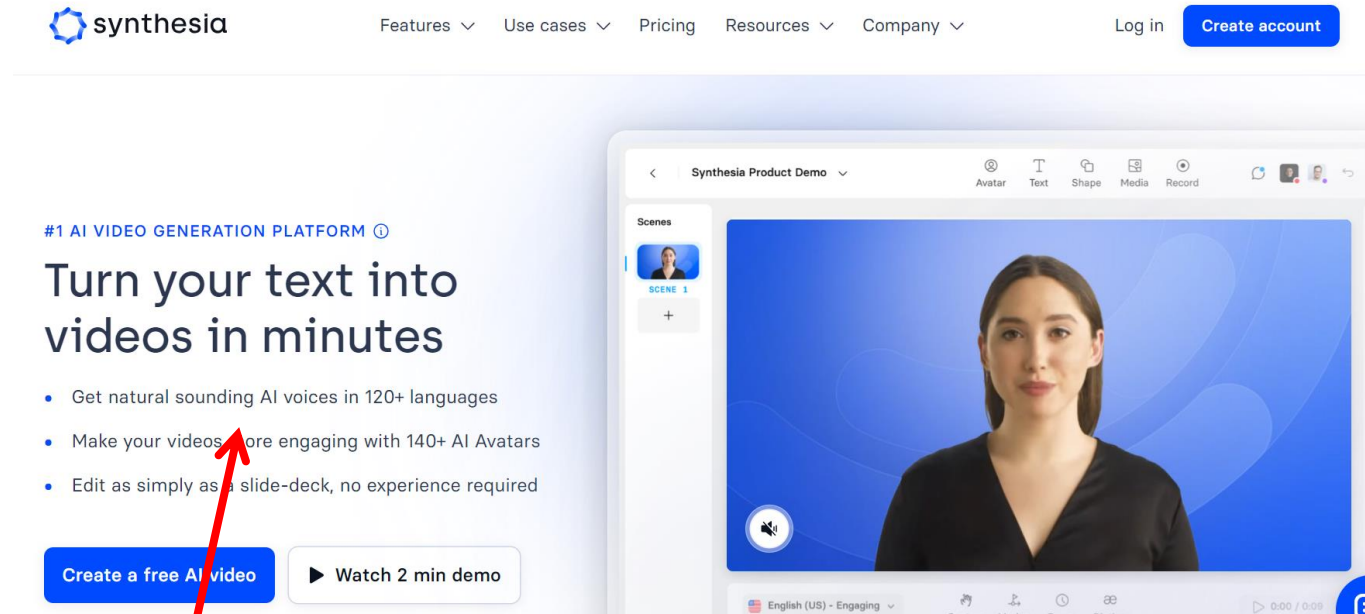 synthesia
Features
Use cases
Pricing
Resources
Company
Log in
Create account
#1 AI VIDEO GENERATION PLATFORM
Turn your text into
videos in minutes
Get natural sounding AI voices in 120+ languages
Make your videos more engaging with 140+ AI Avatars
Edit as simply as a slide-deck, no experience required
Create a free AI video
Watch 2 min demo
Synthesia Product Demo
Avatar
Text
Shape
Media
Record
Scenes
SCENE 1
English (US) - Engaging
0:00 / 0:09